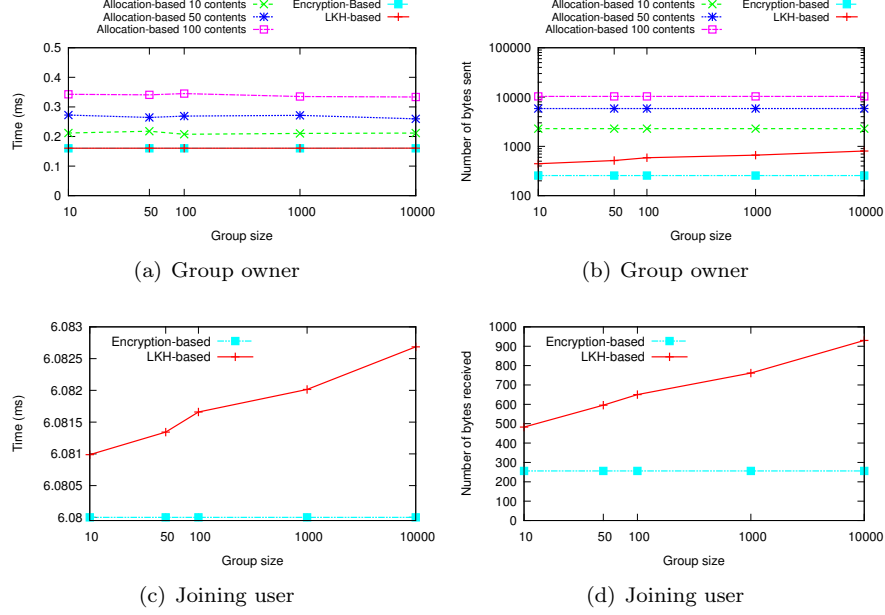 Allocation-based 10 contents
Allocation-based 50 contents
Allocation-based 100 contents
Encryption-Based
LKH-based
Time (ms)
0.5
0.4
0.3
0.2
0.1
0
10 50 100 1000 10000
Group size
(a) Group owner
Allocation-based 10 contents
Allocation-based 50 contents
Allocation-based 100 contents
Encryption-Based
LKH-based
Number of bytes sent
100000
10000
1000
100
10 50 100 1000 10000
Group size
(b) Group owner
Encryption-based
LKH-based
Time (ms)
6.083
6.0825
6.082
6.0815
6.081
6.0805
6.08
10 50 100 1000 10000
Group size
(c) Joining user
Encryption-based
LKH-based
Number of bytes received
1000
900
800
700
600
500
400
300
200
100
0
10 50 100 1000 10000
Group size
(d) Joining user